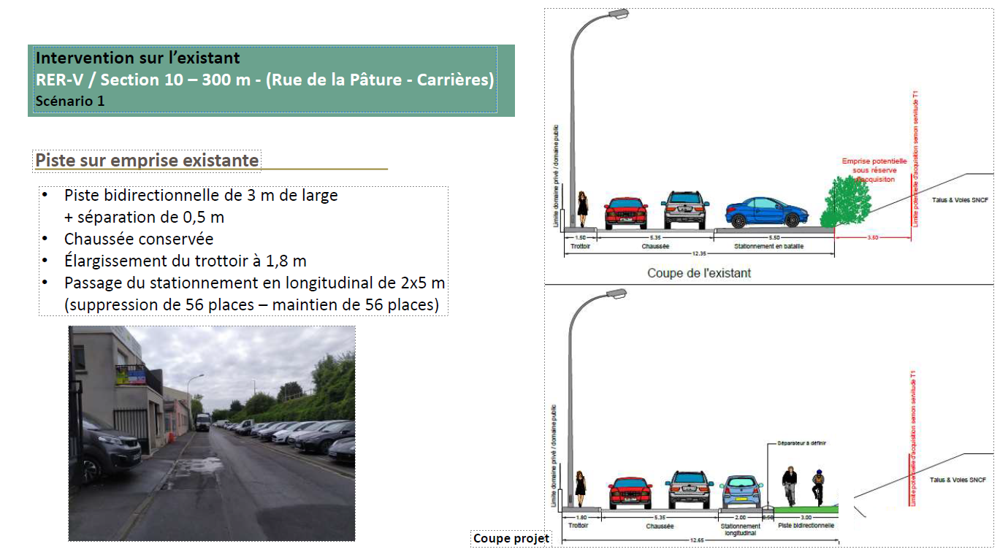 Intervention sur l'existant
RER-V / Section 10 – 300 m - (Rue de la Pâture - Carrières)
Scénario 1
Piste sur emprise existante
• Piste bidirectionnelle de 3 m de large
+ séparation de 0,5 m
• Chaussée conservée
• Élargissement du trottoir à 1,8 m
• Passage du stationnement en longitudinal de 2x5 m
(suppression de 56 places – maintien de 56 places)
Limite domaine privé / domaine public
Emprise potentielle
sous réserve
d'acquisiton
Limite potentielle d'acquisition semon servitude T1
Talus & Voies SNCF
1.50
5.35
5.50
3.50
Trottoir
Chaussée
Stationnement en bataille
12.35
Coupe de l'existant
Limite domaine privé / domaine public
Séparateur à définir
Limite potentielle d'acquisition semon servitude T1
Talus & Voies SNCF
1.80
5.35
2.00
0.50
3.00
Trottoir
Chaussée
Stationnement
longitudinal
Piste bidirectionnelle
12.65
Coupe projet